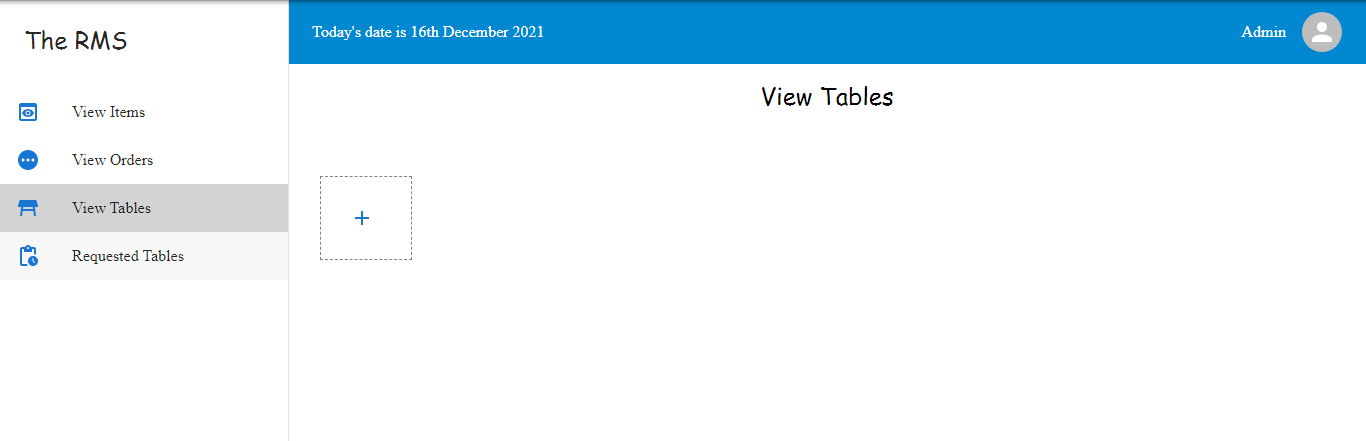 The RMS
View Items
View Orders
View Tables
Requested Tables
Today's date is 16th December 2021
Admin
View Tables
+